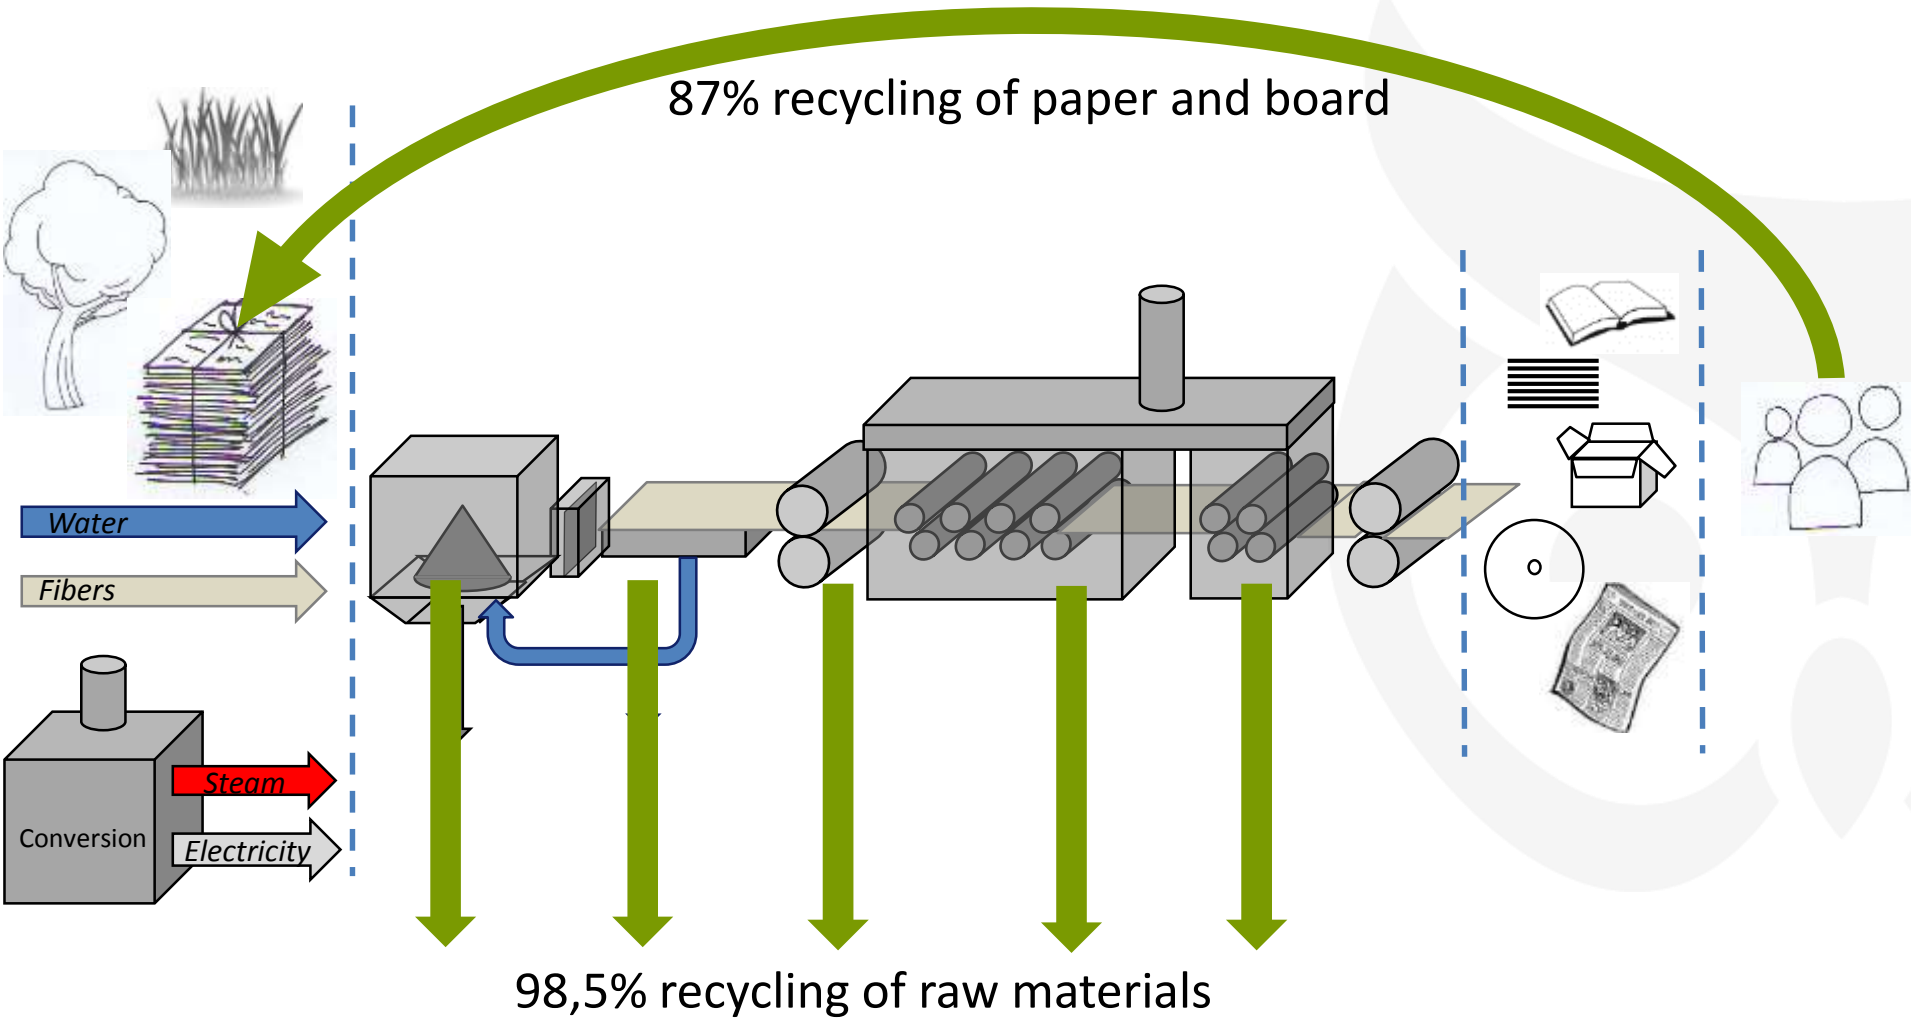 87% recycling of paper and board
Water
Fibers
Steam
Conversion
Electricity
98,5% recycling of raw materials